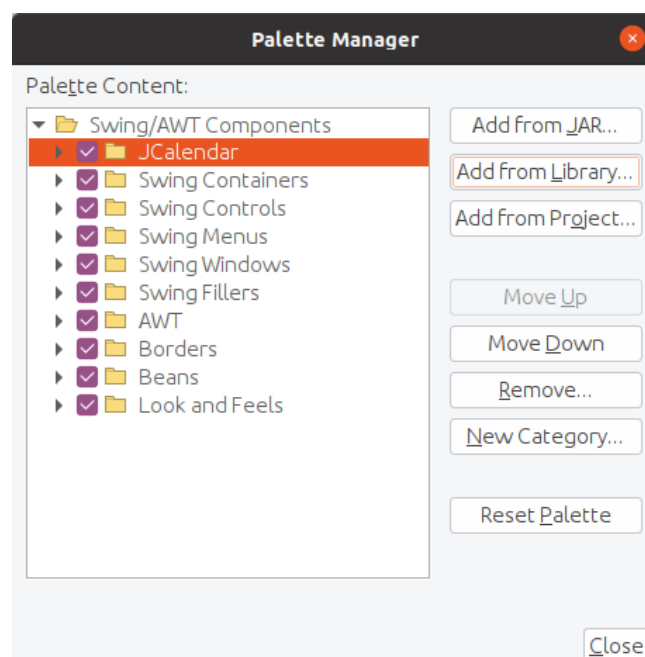 Palette Manager
Palette Content:
Swing/AWT Components
JCalendar
Swing Containers
Swing Controls
Swing Menus
Swing Windows
Swing Fillers
AWT
Borders
Beans
Look and Feels
Add from JAR...
Add from Library...
Add from Project...
Move Up
Move Down
Remove...
New Category...
Reset Palette
Close